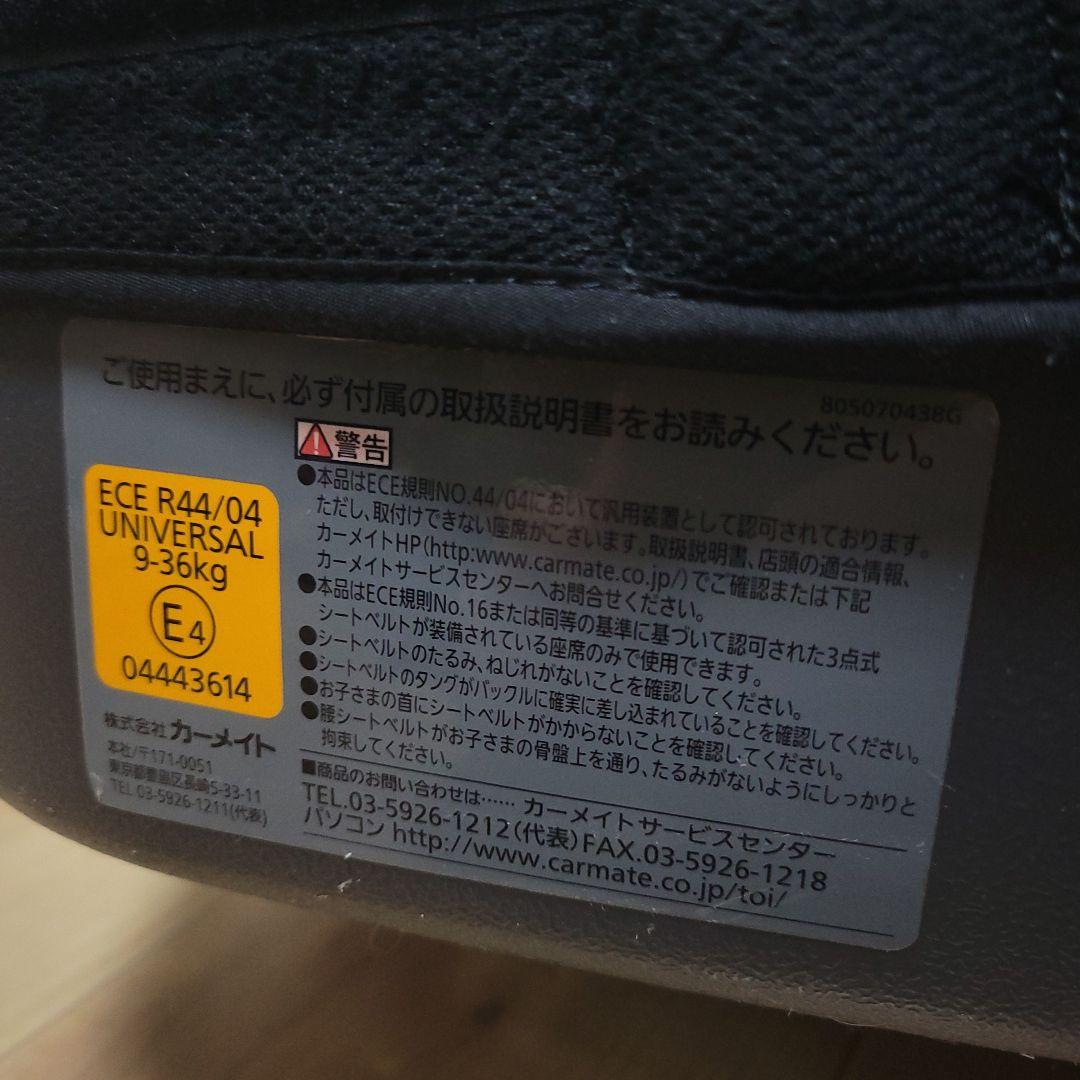 ご使用まえに、必ず付属の取扱説明書をお読みください。
805070438G
警告
●本品はECE規則NO.44/04において汎用装置として認可されております。
ただし、取付けできない座席がございます。取扱説明書、店頭の適合情報、
カーメイトHP(http:www.carmate.co.jp/)でご確認または下記
カーメイトサービスセンターへお問合せください。
●本品はECE規則No.16または同等の基準に基づいて認可された3点式
シートベルトが装備されている座席のみで使用できます。
●シートベルトのたるみ、ねじれがないことを確認してください。
●シートベルトのタングがバックルに確実に差し込まれていることを確認してください。
●お子さまの首にシートベルトがかからないことを確認してください。
●腰シートベルトがお子さまの骨盤上を通り、たるみがないようにしっかりと
拘束してください。
■商品のお問い合わせは…… カーメイトサービスセンター
TEL.03-5926-1212(代表)FAX.03-5926-1218
パソコン http://www.carmate.co.jp/toi/
ECE R44/04
UNIVERSAL
9-36kg
E4
04443614
株式会社 カーメイト
本社/〒171-0051
東京都豊島区長崎5-33-11
TEL 03-5926-1211(代表)